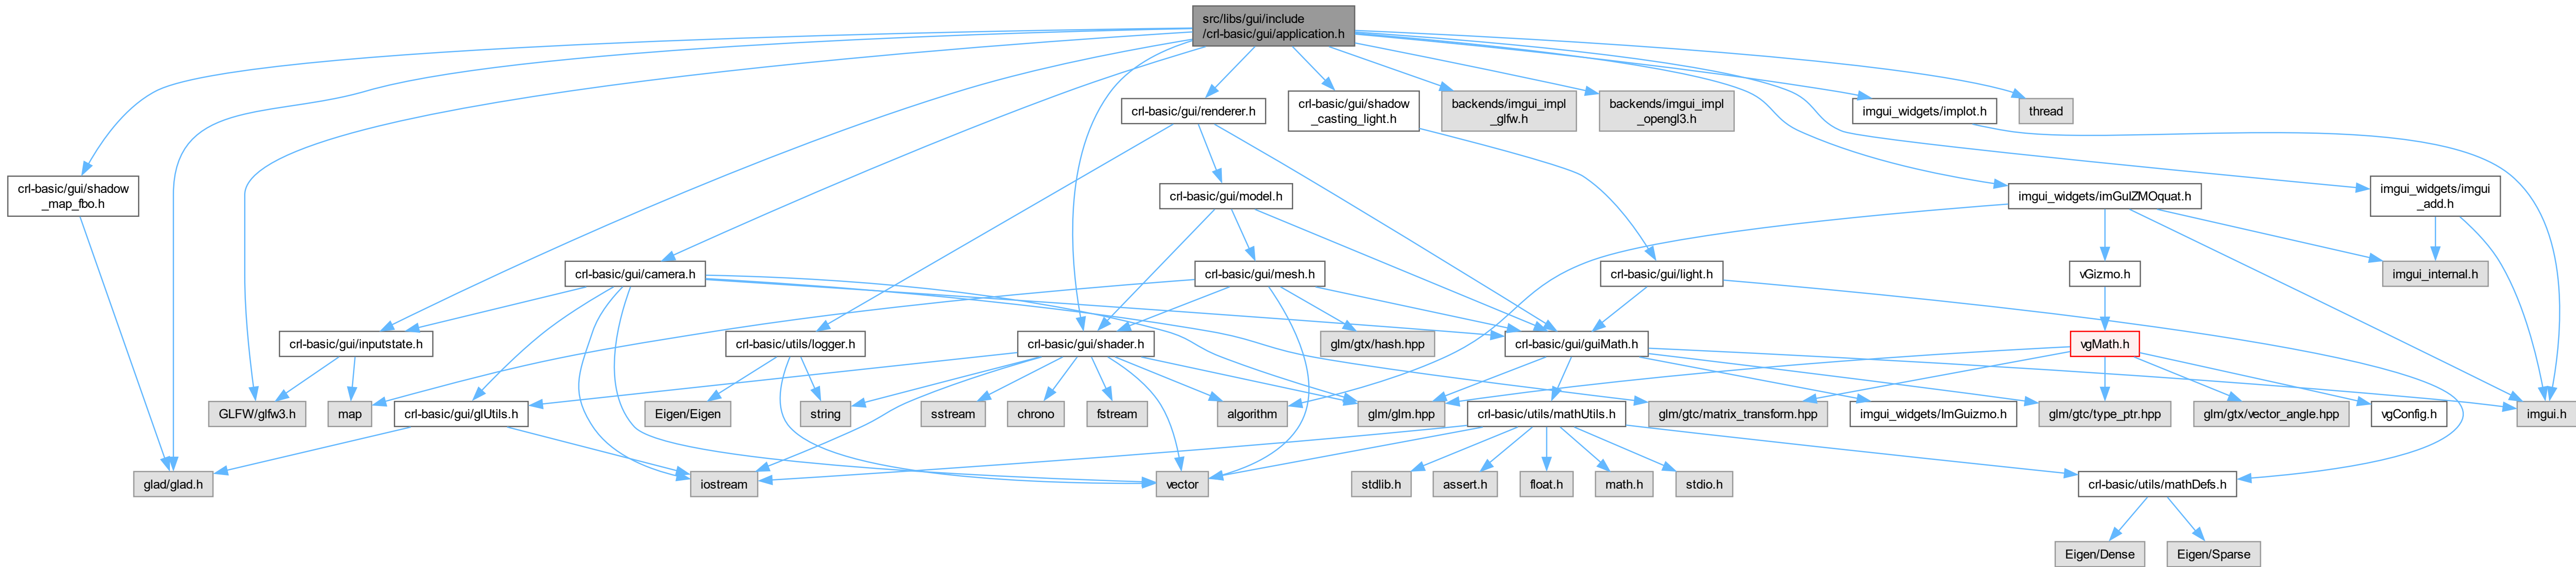 src/libs/gui/include
/crl-basic/gui/application.h
crl-basic/gui/renderer.h
crl-basic/gui/shadow
_casting_light.h
backends/imgui_impl
_glfw.h
backends/imgui_impl
_opengl3.h
imgui_widgets/implot.h
thread
crl-basic/gui/shadow
_map_fbo.h
crl-basic/gui/model.h
imgui_widgets/imGuIZMOquat.h
imgui_widgets/imgui
_add.h
crl-basic/gui/camera.h
crl-basic/gui/mesh.h
crl-basic/gui/light.h
vGizmo.h
imgui_internal.h
crl-basic/gui/inputstate.h
crl-basic/utils/logger.h
crl-basic/gui/shader.h
glm/gtx/hash.hpp
crl-basic/gui/guiMath.h
vgMath.h
GLFW/glfw3.h
map
crl-basic/gui/glUtils.h
Eigen/Eigen
string
sstream
chrono
fstream
algorithm
glm/glm.hpp
crl-basic/utils/mathUtils.h
glm/gtc/matrix_transform.hpp
imgui_widgets/ImGuizmo.h
glm/gtc/type_ptr.hpp
glm/gtx/vector_angle.hpp
vgConfig.h
imgui.h
glad/glad.h
iostream
vector
stdlib.h
assert.h
float.h
math.h
stdio.h
crl-basic/utils/mathDefs.h
Eigen/Dense
Eigen/Sparse